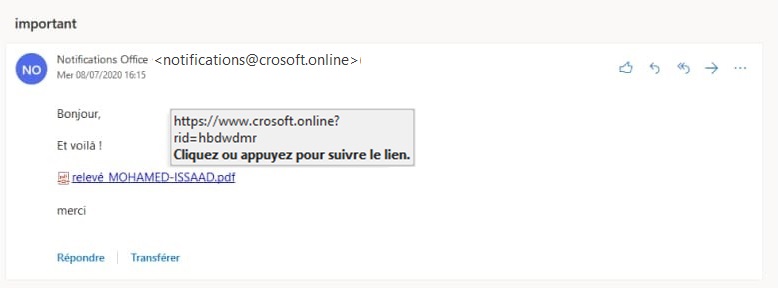 important
NO
Notifications Office <notifications@crosoft.online>
Mer 08/07/2020 16:15
Bonjour,
https://www.crosoft.online?
rid=hbdwdmr
Cliquez ou appuyez pour suivre le lien.
Et voilà !
relevé_MOHAMED-ISSAAD.pdf
merci
Répondre | Transférer